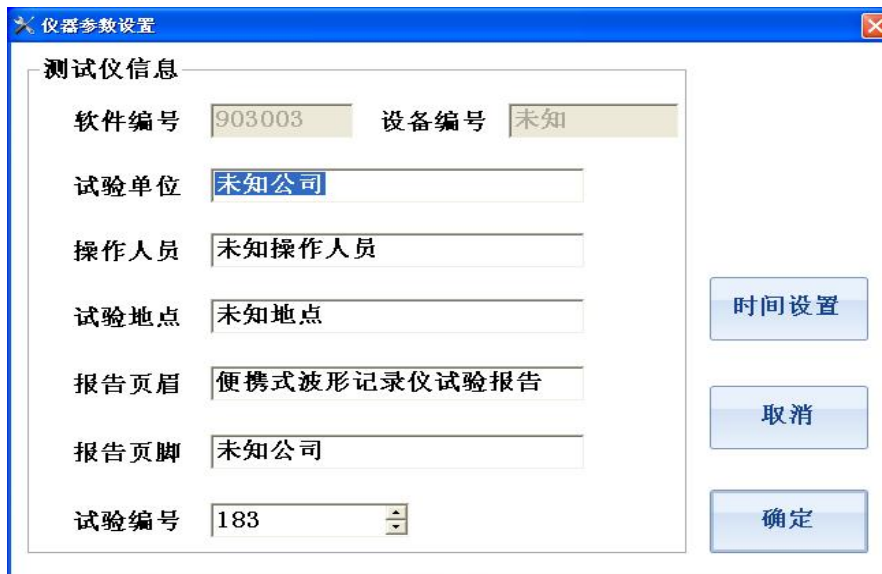 仪器参数设置
测试仪信息
软件编号 903003 设备编号 未知
试验单位 未知公司
操作人员 未知操作人员
试验地点 未知地点
报告页眉 便携式波形记录仪试验报告
报告页脚 未知公司
试验编号 183
时间设置
取消
确定